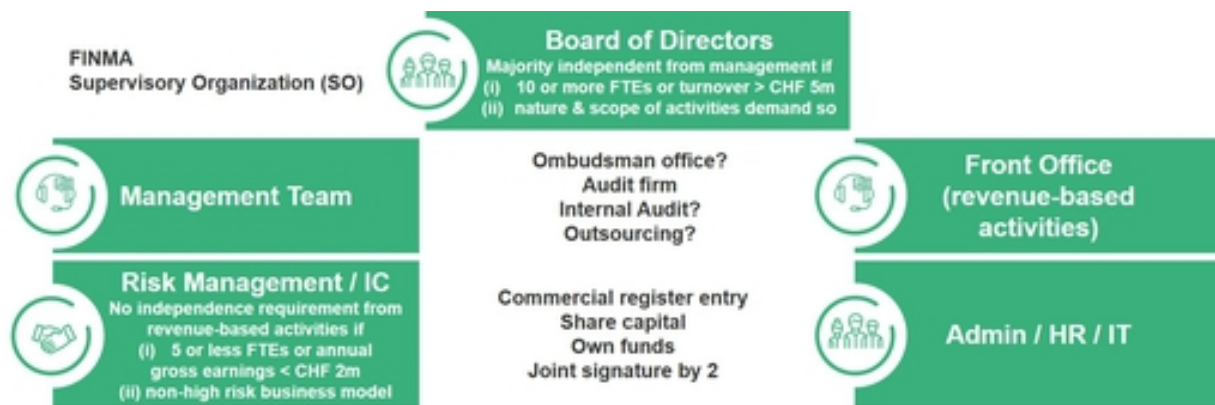 FINMA
Supervisory Organization (SO)
Board of Directors
Majority independent from management if
(i) 10 or more FTEs or turnover > CHF 5m
(ii) nature & scope of activities demand so
Management Team
Ombudsman office?
Audit firm
Internal Audit?
Outsourcing?
Front Office
(revenue-based
activities)
Risk Management / IC
No independence requirement from
revenue-based activities if
(i) 5 or less FTEs or annual
gross earnings < CHF 2m
(ii) non-high risk business model
Commercial register entry
Share capital
Own funds
Joint signature by 2
Admin / HR / IT